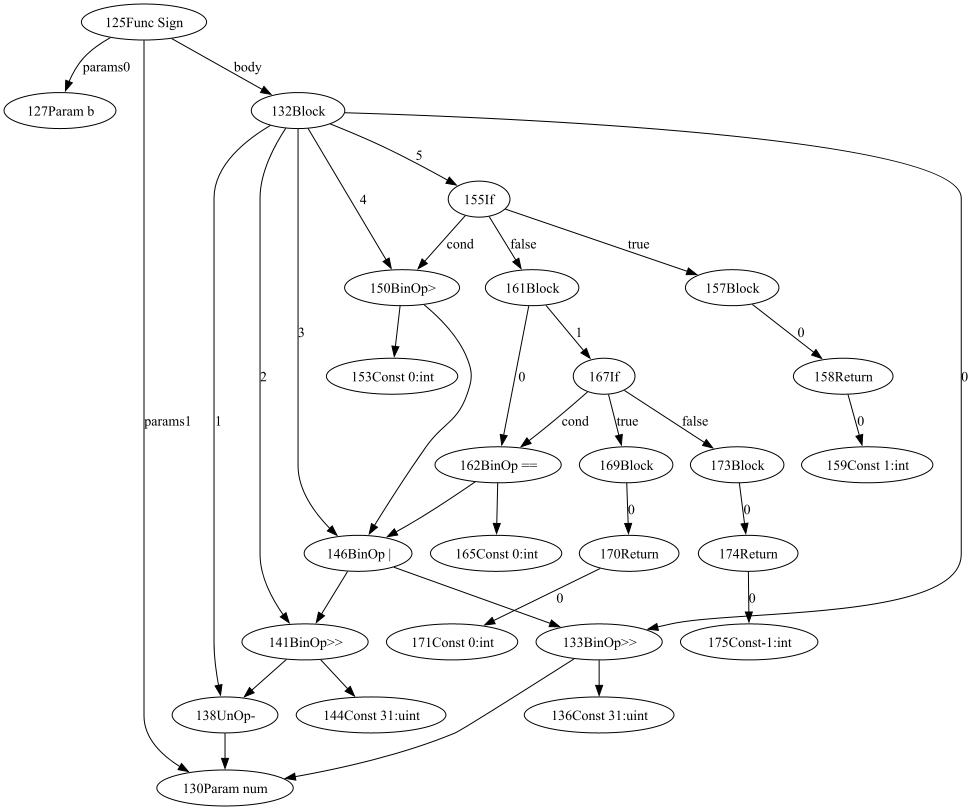 125Func Sign
params0
body
127Param b
132Block
5
4
155If
cond
false
true
150BinOp>
161Block
157Block
3
1
0
2
0
0
153Const 0:int
167If
158Return
params1
1
cond
true
false
0
162BinOp ==
169Block
173Block
159Const 1:int
0
0
146BinOp |
165Const 0:int
170Return
174Return
0
0
141BinOp>>
171Const 0:int
133BinOp>>
175Const-1:int
138UnOp-
144Const 31:uint
136Const 31:uint
130Param num